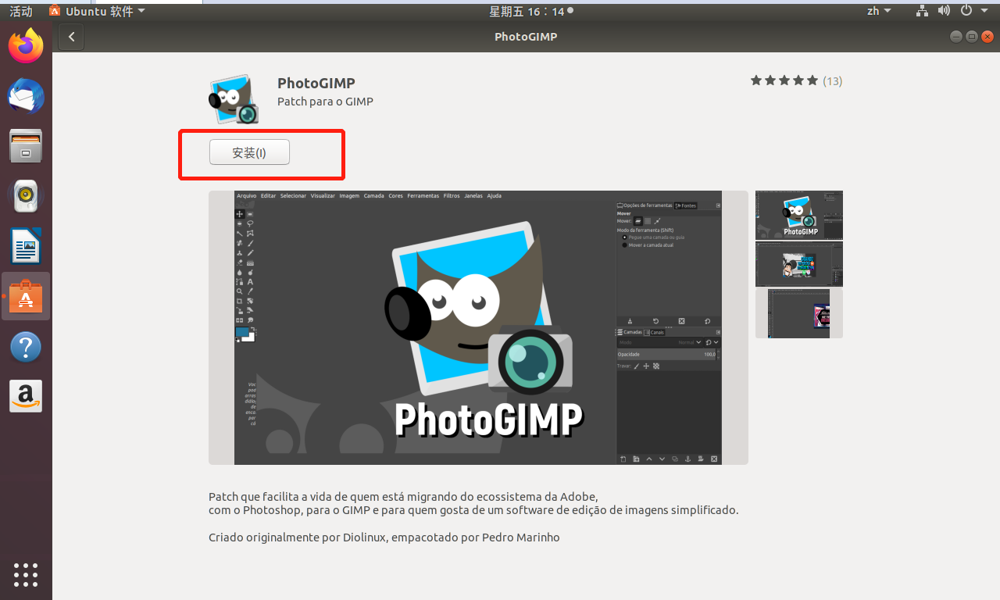 活动
Ubuntu 软件
星期五 16：14
zh
PhotoGIMP
PhotoGIMP
Patch para o GIMP
(13)
安装(I)
Arquivo Editar Selecionar Visualizar Imagem Camada Cores Ferramentas Filtros Janelas Ajuda
Opções de ferramentas Fontes
Mover
Mover:
Modo da ferramenta (Shift)
Pegue uma camada ou guia
Mover a camada atual
Camadas Canais
Modo Normal
Opacidade 100,0
Travar:
Voc
pod
arras
diálog
de
enca
par
cá
PhotoGIMP
PhotoGIMP
Patch que facilita a vida de quem está migrando do ecossistema da Adobe,
com o Photoshop, para o GIMP e para quem gosta de um software de edição de imagens simplificado.
Criado originalmente por Diolinux, empacotado por Pedro Marinho